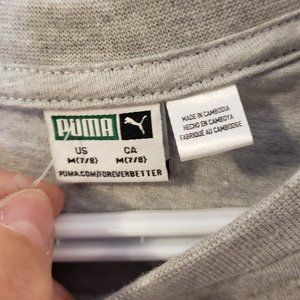 PUMA
US CA
M(7/8) M(7/8)
PUMA.COM/FOREVERBETTER
MADE IN CAMBODIA
HECHO EN CAMBOYA
FABRIQUÉ AU CAMBODGE